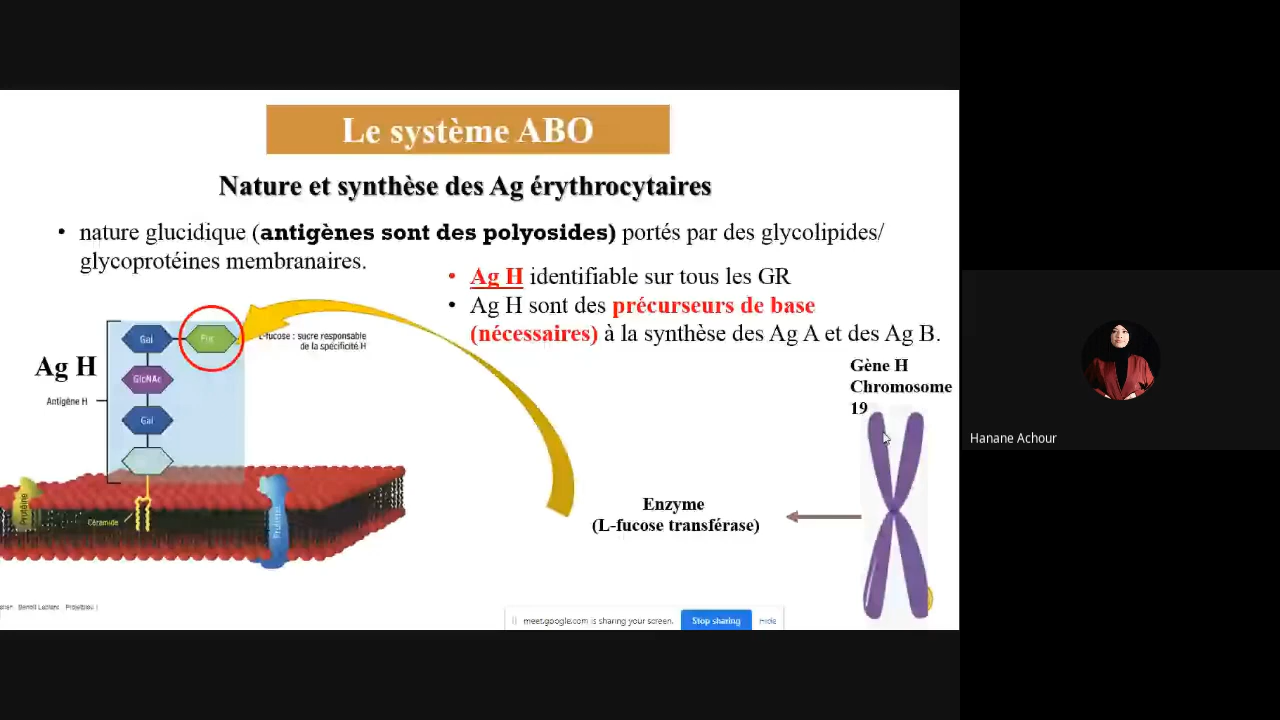 Le système ABO
Nature et synthèse des Ag érythrocytaires
• nature glucidique (antigènes sont des polyosides) portés par des glycolipides/
glycoprotéines membranaires.
• Ag H identifiable sur tous les GR
• Ag H sont des précurseurs de base
(nécessaires) à la synthèse des Ag A et des Ag B.
Gal
Fuc
L-fucose : sucre responsable
de la spécificité H
Ag H
GlcNAc
Antigène H
Gal
Gène H
Chromosome
19
Protéine
Céramide
Protéine
Enzyme
(L-fucose transférase)
Hanane Achour
meet.google.com is sharing your screen.
Stop sharing
Hide